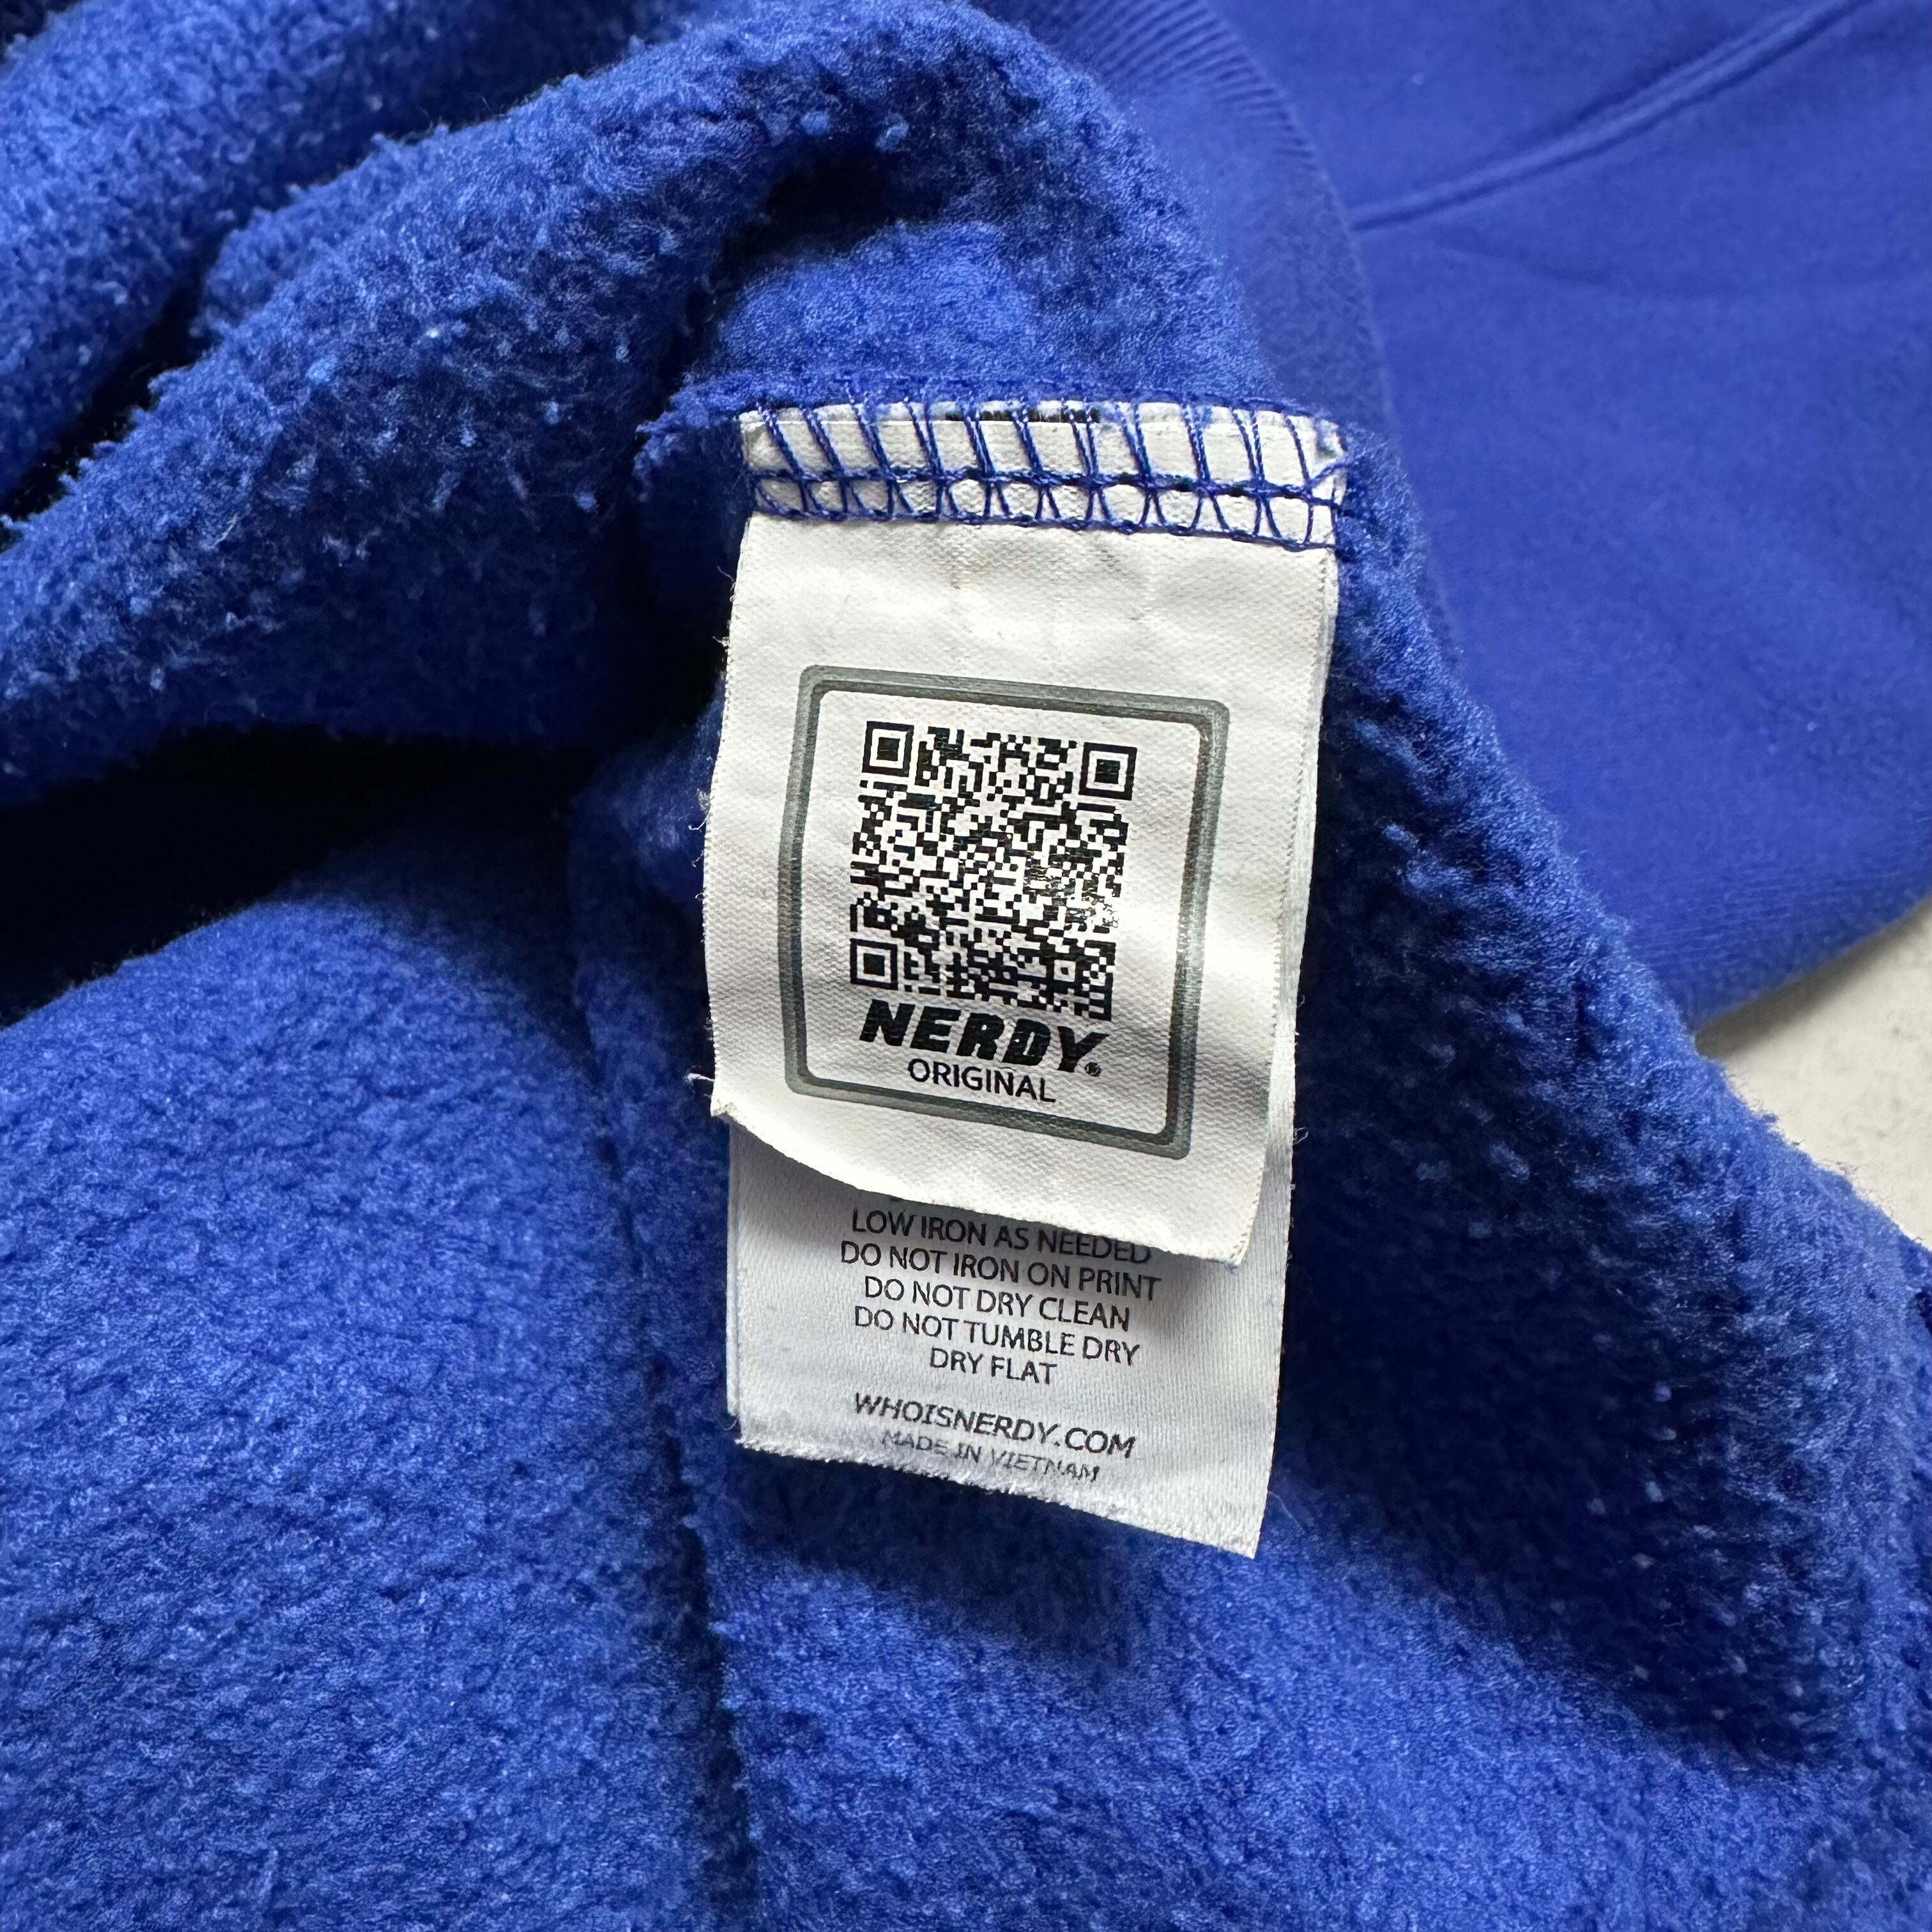 NERDY®
ORIGINAL
LOW IRON AS NEEDED
DO NOT IRON ON PRINT
DO NOT DRY CLEAN
DO NOT TUMBLE DRY
DRY FLAT
WHOISNERDY.COM
MADE IN VIETNAM